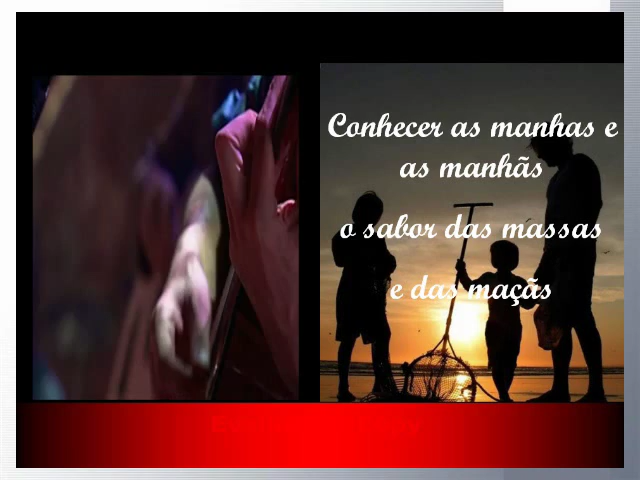 Conhecer as manhas e
as manhãs
o sabor das massas
e das maçãs